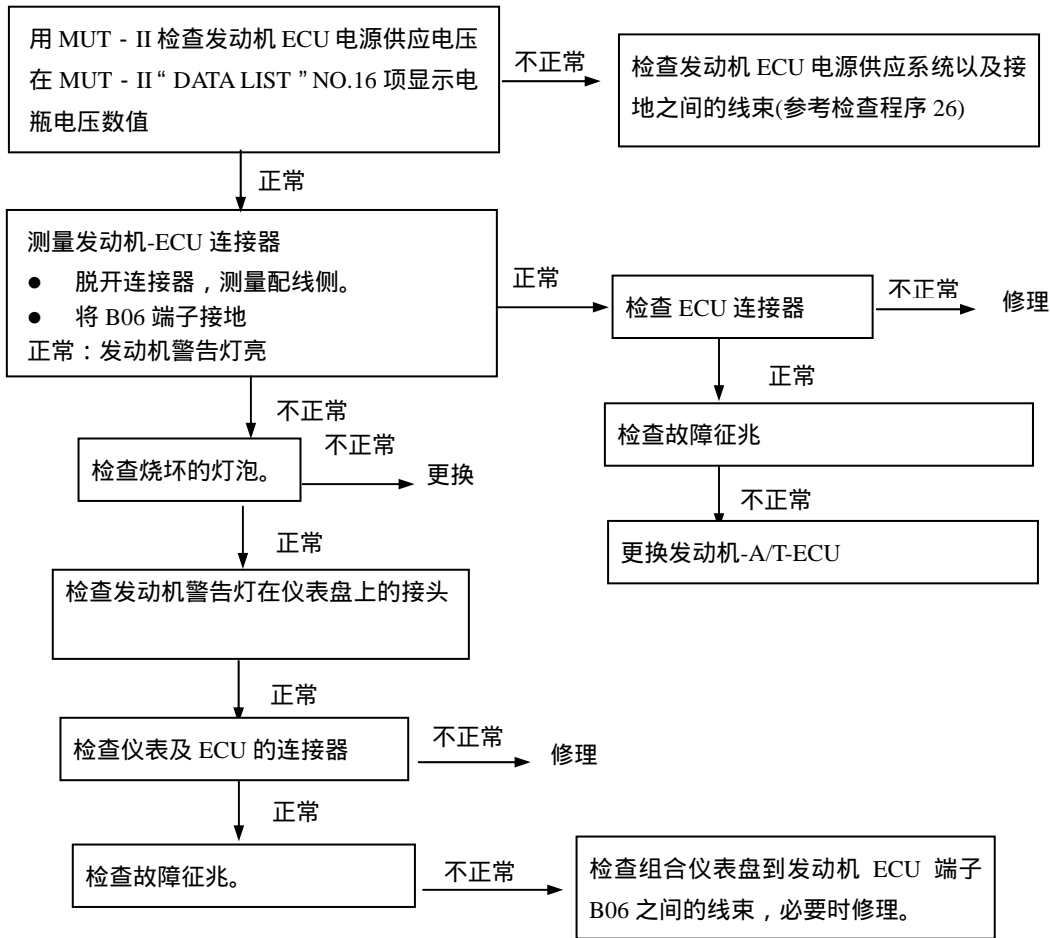 用 MUT - II 检查发动机 ECU 电源供应电压
在 MUT - II “ DATA LIST ” NO.16 项显示电
瓶电压数值
不正常
检查发动机 ECU 电源供应系统以及接
地之间的线束(参考检查程序 26)
正常
测量发动机-ECU 连接器
● 脱开连接器，测量配线侧。
● 将 B06 端子接地
正常：发动机警告灯亮
正常
检查 ECU 连接器
不正常
修理
正常
检查故障征兆
不正常
更换发动机-A/T-ECU
不正常
检查烧坏的灯泡。
不正常
更换
正常
检查发动机警告灯在仪表盘上的接头
正常
检查仪表及 ECU 的连接器
不正常
修理
正常
检查故障征兆。
不正常
检查组合仪表盘到发动机 ECU 端子
B06 之间的线束，必要时修理。